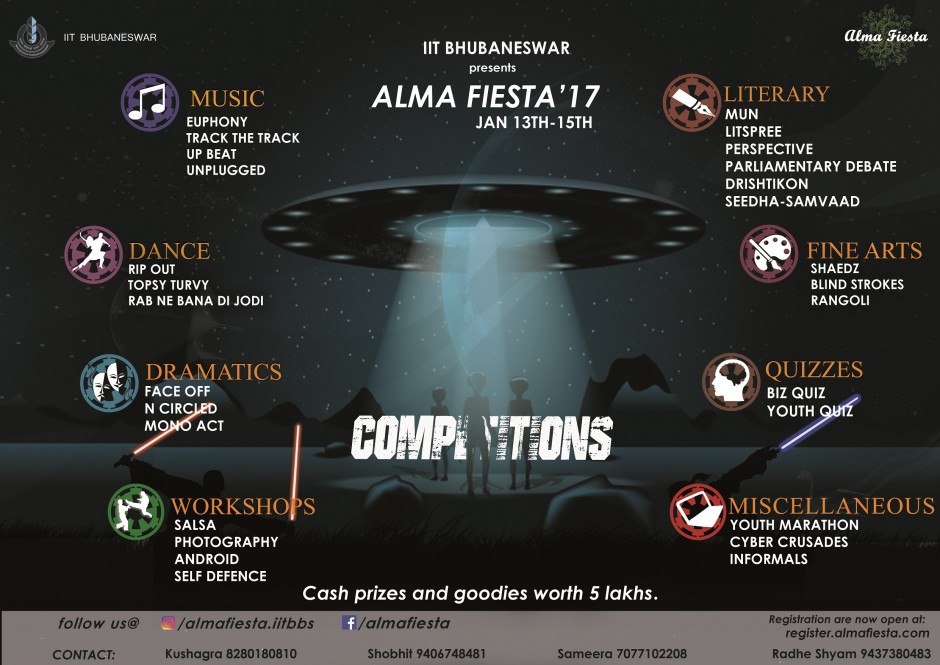 IIT BHUBANESWAR
Alma Fiesta
IIT BHUBANESWAR
presents
ALMA FIESTA'17
JAN 13TH-15TH
MUSIC
EUPHONY
TRACK THE TRACK
UP BEAT
UNPLUGGED
LITERARY
MUN
LITSPREE
PERSPECTIVE
PARLIAMENTARY DEBATE
DRISHTIKON
SEEDHA-SAMVAAD
DANCE
RIP OUT
TOPSY TURVY
RAB NE BANA DI JODI
FINE ARTS
SHAEDZ
BLIND STROKES
RANGOLI
DRAMATICS
FACE OFF
N CIRCLED
MONO ACT
QUIZZES
BIZ QUIZ
YOUTH QUIZ
COMPETITIONS
WORKSHOPS
SALSA
PHOTOGRAPHY
ANDROID
SELF DEFENCE
MISCELLANEOUS
YOUTH MARATHON
CYBER CRUSADES
INFORMALS
Cash prizes and goodies worth 5 lakhs.
follow us@ /almafiesta.iitbbs /almafiesta
Registration are now open at:
register.almafiesta.com
CONTACT: Kushagra 8280180810 Shobhit 9406748481 Sameera 7077102208 Radhe Shyam 9437380483